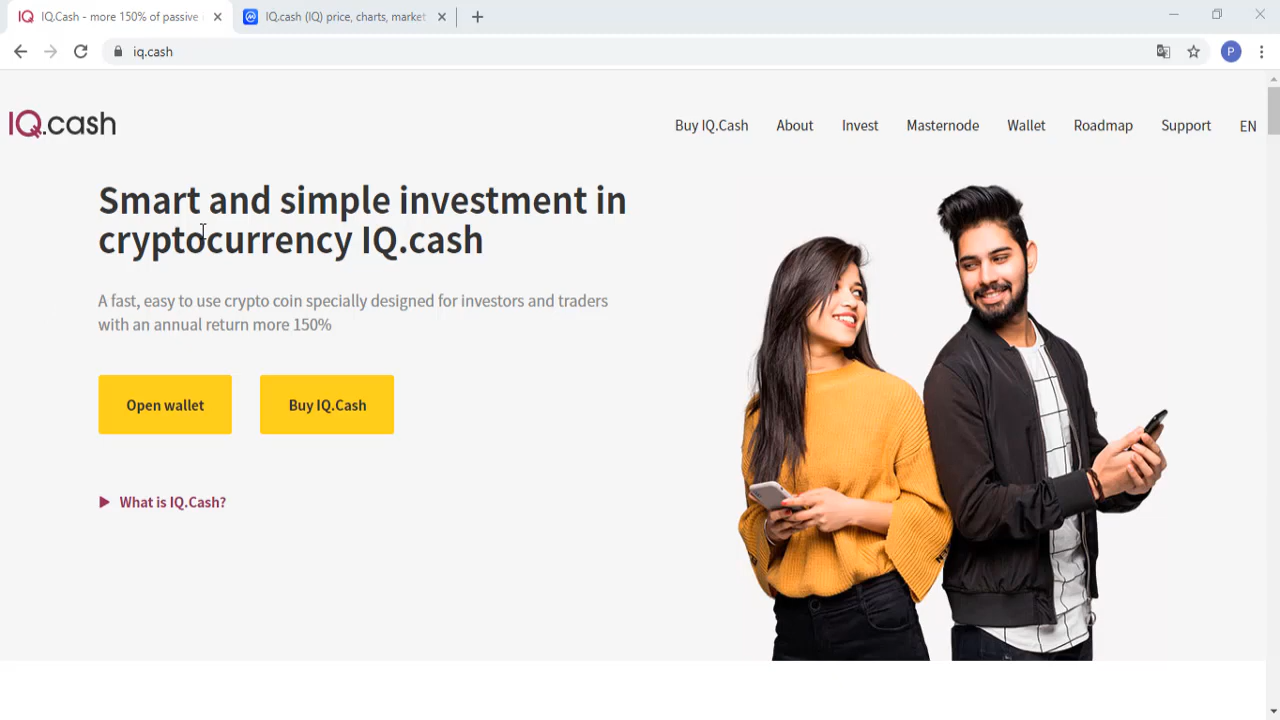 IQ.Cash - more 150% of passive
IQ.cash (IQ) price, charts, market
iq.cash
P
IQ.cash
Buy IQ.Cash
About
Invest
Masternode
Wallet
Roadmap
Support
EN
Smart and simple investment in
cryptocurrency IQ.cash
A fast, easy to use crypto coin specially designed for investors and traders
with an annual return more 150%
Open wallet
Buy IQ.Cash
What is IQ.Cash?